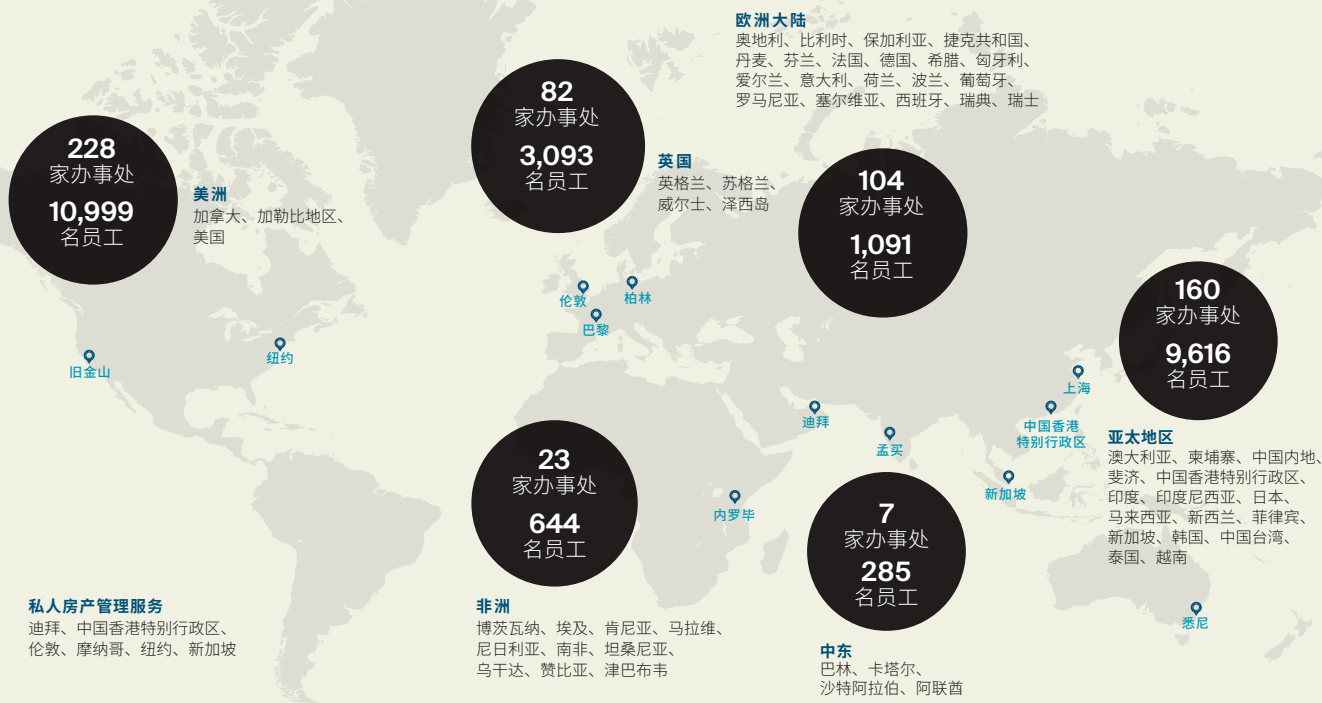 欧洲大陆
奥地利、比利时、保加利亚、捷克共和国、
丹麦、芬兰、法国、德国、希腊、匈牙利、
爱尔兰、意大利、荷兰、波兰、葡萄牙、
罗马尼亚、塞尔维亚、西班牙、瑞典、瑞士
228
家办事处
10,999
名员工
美洲
加拿大、加勒比地区、
美国
82
家办事处
3,093
名员工
英国
英格兰、苏格兰、
威尔士、泽西岛
104
家办事处
1,091
名员工
160
家办事处
9,616
名员工
伦敦
柏林
巴黎
旧金山
纽约
上海
迪拜
孟买
中国香港
特别行政区
新加坡
内罗毕
悉尼
亚太地区
澳大利亚、柬埔寨、中国内地、
斐济、中国香港特别行政区、
印度、印度尼西亚、日本、
马来西亚、新西兰、菲律宾、
新加坡、韩国、中国台湾、
泰国、越南
23
家办事处
644
名员工
7
家办事处
285
名员工
私人房产管理服务
迪拜、中国香港特别行政区、
伦敦、摩纳哥、纽约、新加坡
非洲
博茨瓦纳、埃及、肯尼亚、马拉维、
尼日利亚、南非、坦桑尼亚、
乌干达、赞比亚、津巴布韦
中东
巴林、卡塔尔、
沙特阿拉伯、阿联酋